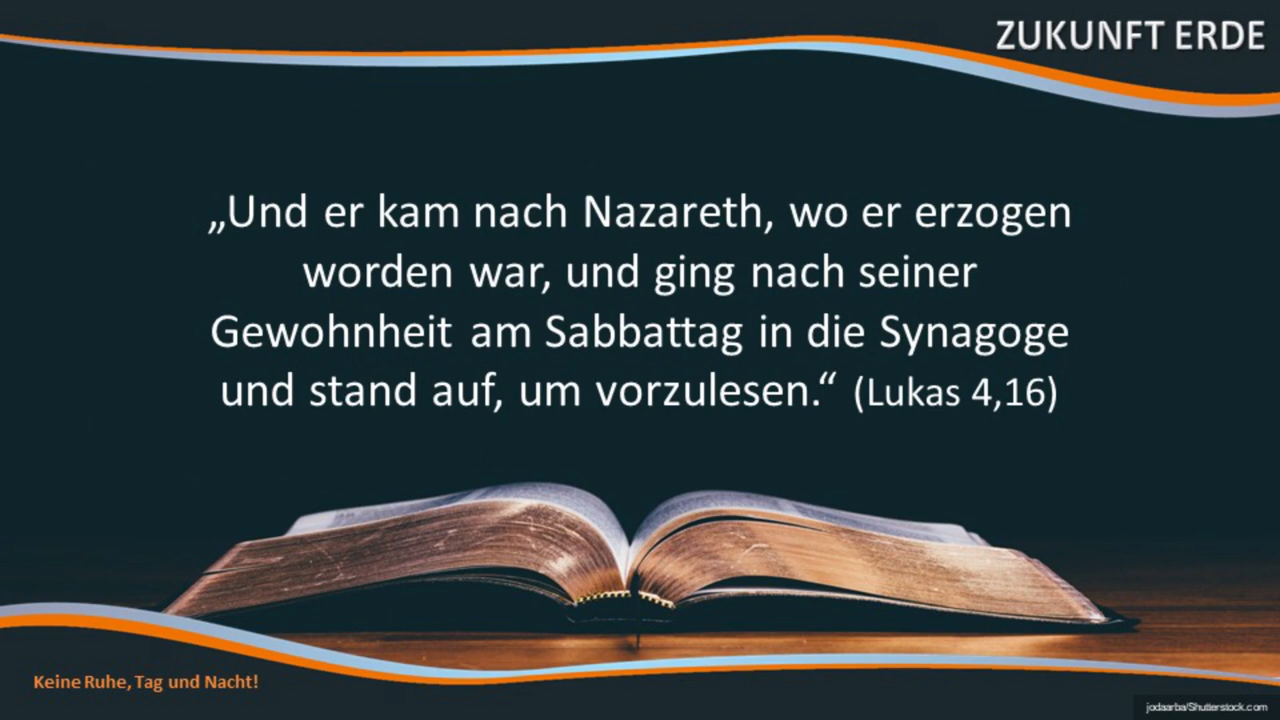 ZUKUNFT ERDE
„Und er kam nach Nazareth, wo er erzogen
worden war, und ging nach seiner
Gewohnheit am Sabbattag in die Synagoge
und stand auf, um vorzulesen.“ (Lukas 4,16)
Keine Ruhe, Tag und Nacht!
jodaarba/Shutterstock.com